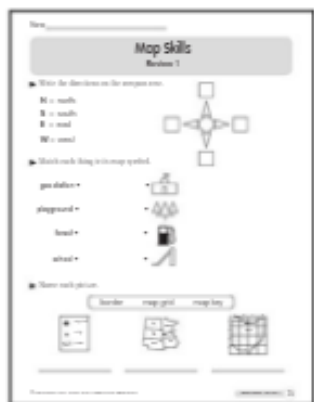 Name
Map Skills
Review 1
Write the directions on the compass rose.
N = north
S = south
E = east
W = west
Match each thing to its map symbol.
gas station •
playground •
forest •
school •
Name each picture.
border map grid map key